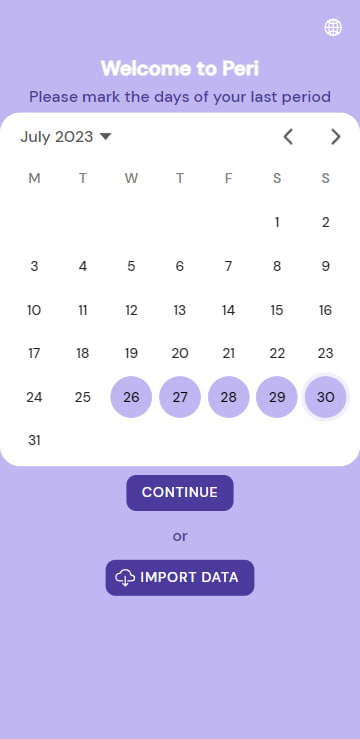 Welcome to Peri
Please mark the days of your last period
July 2023
M T W T F S S
1 2
3 4 5 6 7 8 9
10 11 12 13 14 15 16
17 18 19 20 21 22 23
24 25 26 27 28 29 30
31
CONTINUE
or
IMPORT DATA